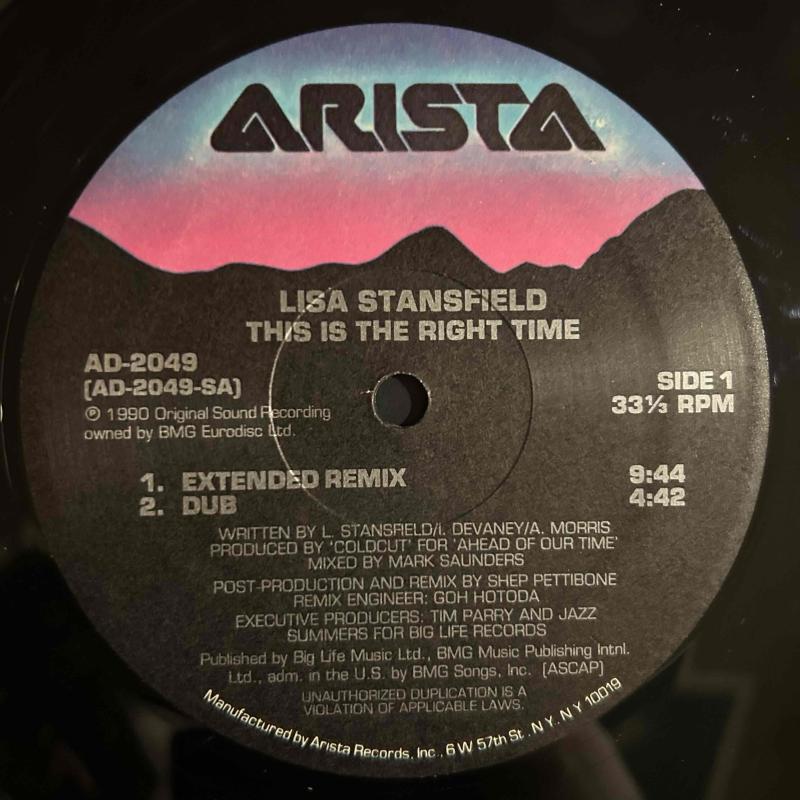 ARISTA
LISA STANSFIELD
THIS IS THE RIGHT TIME
AD-2049
(AD-2049-SA)
℗ 1990 Original Sound Recording
owned by BMG Eurodisc Ltd.
SIDE 1
33⅓ RPM
1. EXTENDED REMIX 9:44
2. DUB 4:42
WRITTEN BY L. STANSFIELD/I. DEVANEY/A. MORRIS
PRODUCED BY 'COLDCUT' FOR 'AHEAD OF OUR TIME'
MIXED BY MARK SAUNDERS
POST-PRODUCTION AND REMIX BY SHEP PETTIBONE
REMIX ENGINEER: GOH HOTODA
EXECUTIVE PRODUCERS: TIM PARRY AND JAZZ
SUMMERS FOR BIG LIFE RECORDS
Published by Big Life Music Ltd., BMG Music Publishing Intnl.
Ltd., adm. in the U.S. by BMG Songs, Inc. (ASCAP)
UNAUTHORIZED DUPLICATION IS A
VIOLATION OF APPLICABLE LAWS.
Manufactured by Arista Records, Inc., 6 W 57th St., N.Y., N.Y. 10019